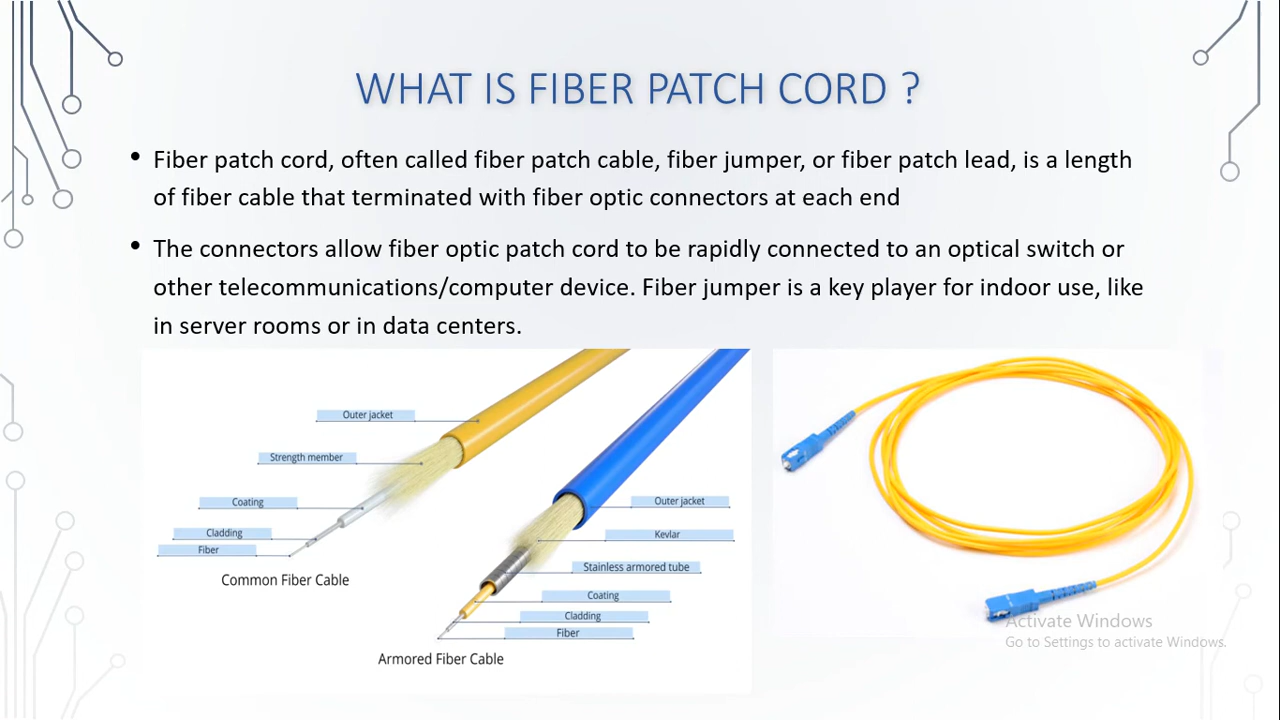 WHAT IS FIBER PATCH CORD ?
• Fiber patch cord, often called fiber patch cable, fiber jumper, or fiber patch lead, is a length
of fiber cable that terminated with fiber optic connectors at each end
• The connectors allow fiber optic patch cord to be rapidly connected to an optical switch or
other telecommunications/computer device. Fiber jumper is a key player for indoor use, like
in server rooms or in data centers.
Outer jacket
Strength member
Coating
Cladding
Fiber
Common Fiber Cable
Outer jacket
Kevlar
Stainless armored tube
Coating
Cladding
Fiber
Armored Fiber Cable
Activate Windows
Go to Settings to activate Windows.